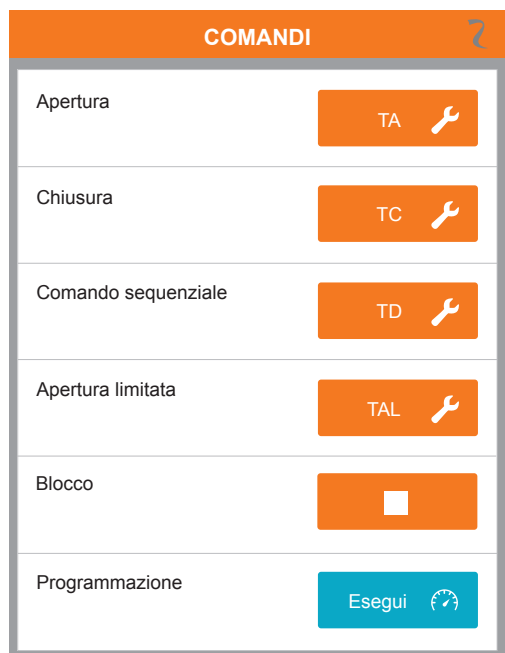 COMANDI
Apertura
TA
Chiusura
TC
Comando sequenziale
TD
Apertura limitata
TAL
Blocco
Programmazione
Esegui